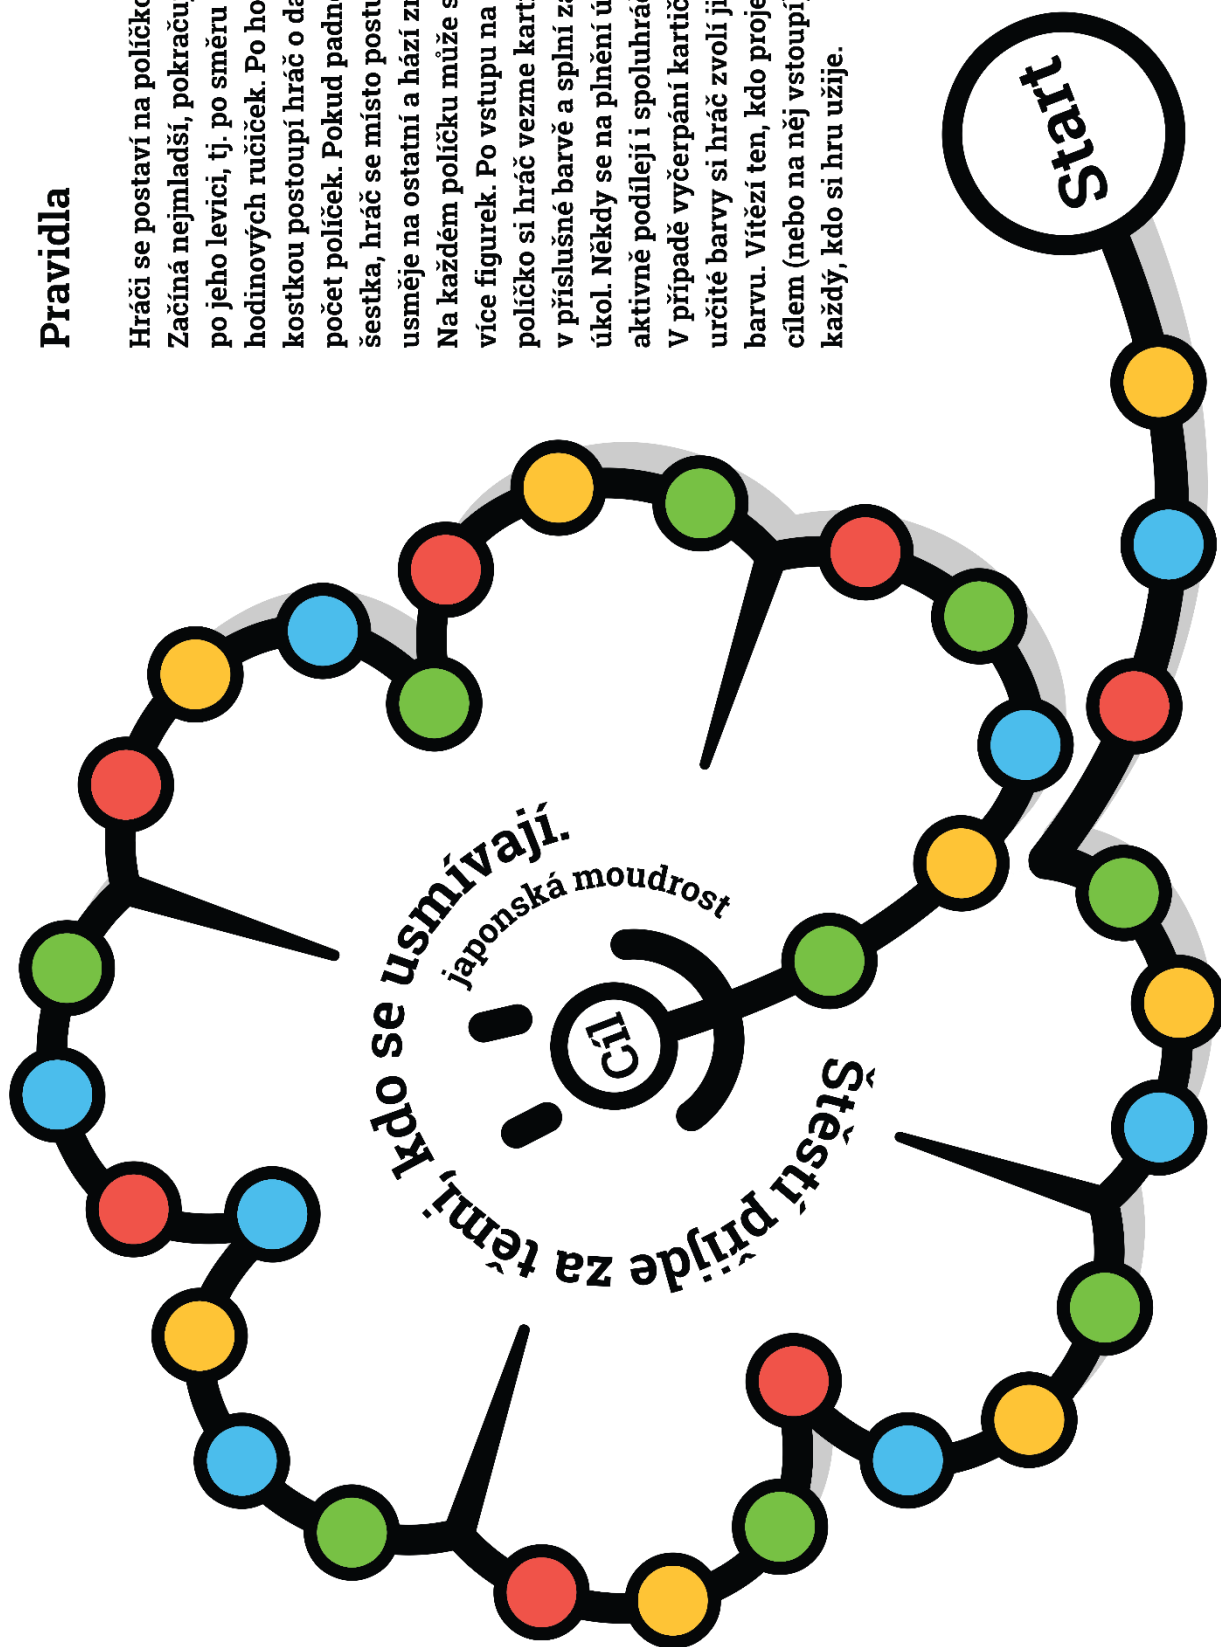 Pravidla
Hráči se postaví na políčko
Začíná nejmladší, pokračuj
po jeho levici, tj. po směru
hodinových ručiček. Po ho
kostkou postoupí hráč o da
počet políček. Pokud padn
šestka, hráč se místo postu
usměje na ostatní a hází zn
Na každém políčku může s
více figurek. Po vstupu na
políčko si hráč vezme kart
v příslušné barvě a splní za
úkol. Někdy se na plnění ú
aktivně podílejí i spoluhráč
V případě vyčerpání kartič
určité barvy si hráč zvolí ji
barvu. Vítězí ten, kdo proje
cílem (nebo na něj vstoupí)
každý, kdo si hru užije.
Start
Štěstí přijde za těmi, kdo se usmívají.
japonská moudrost
Cíl